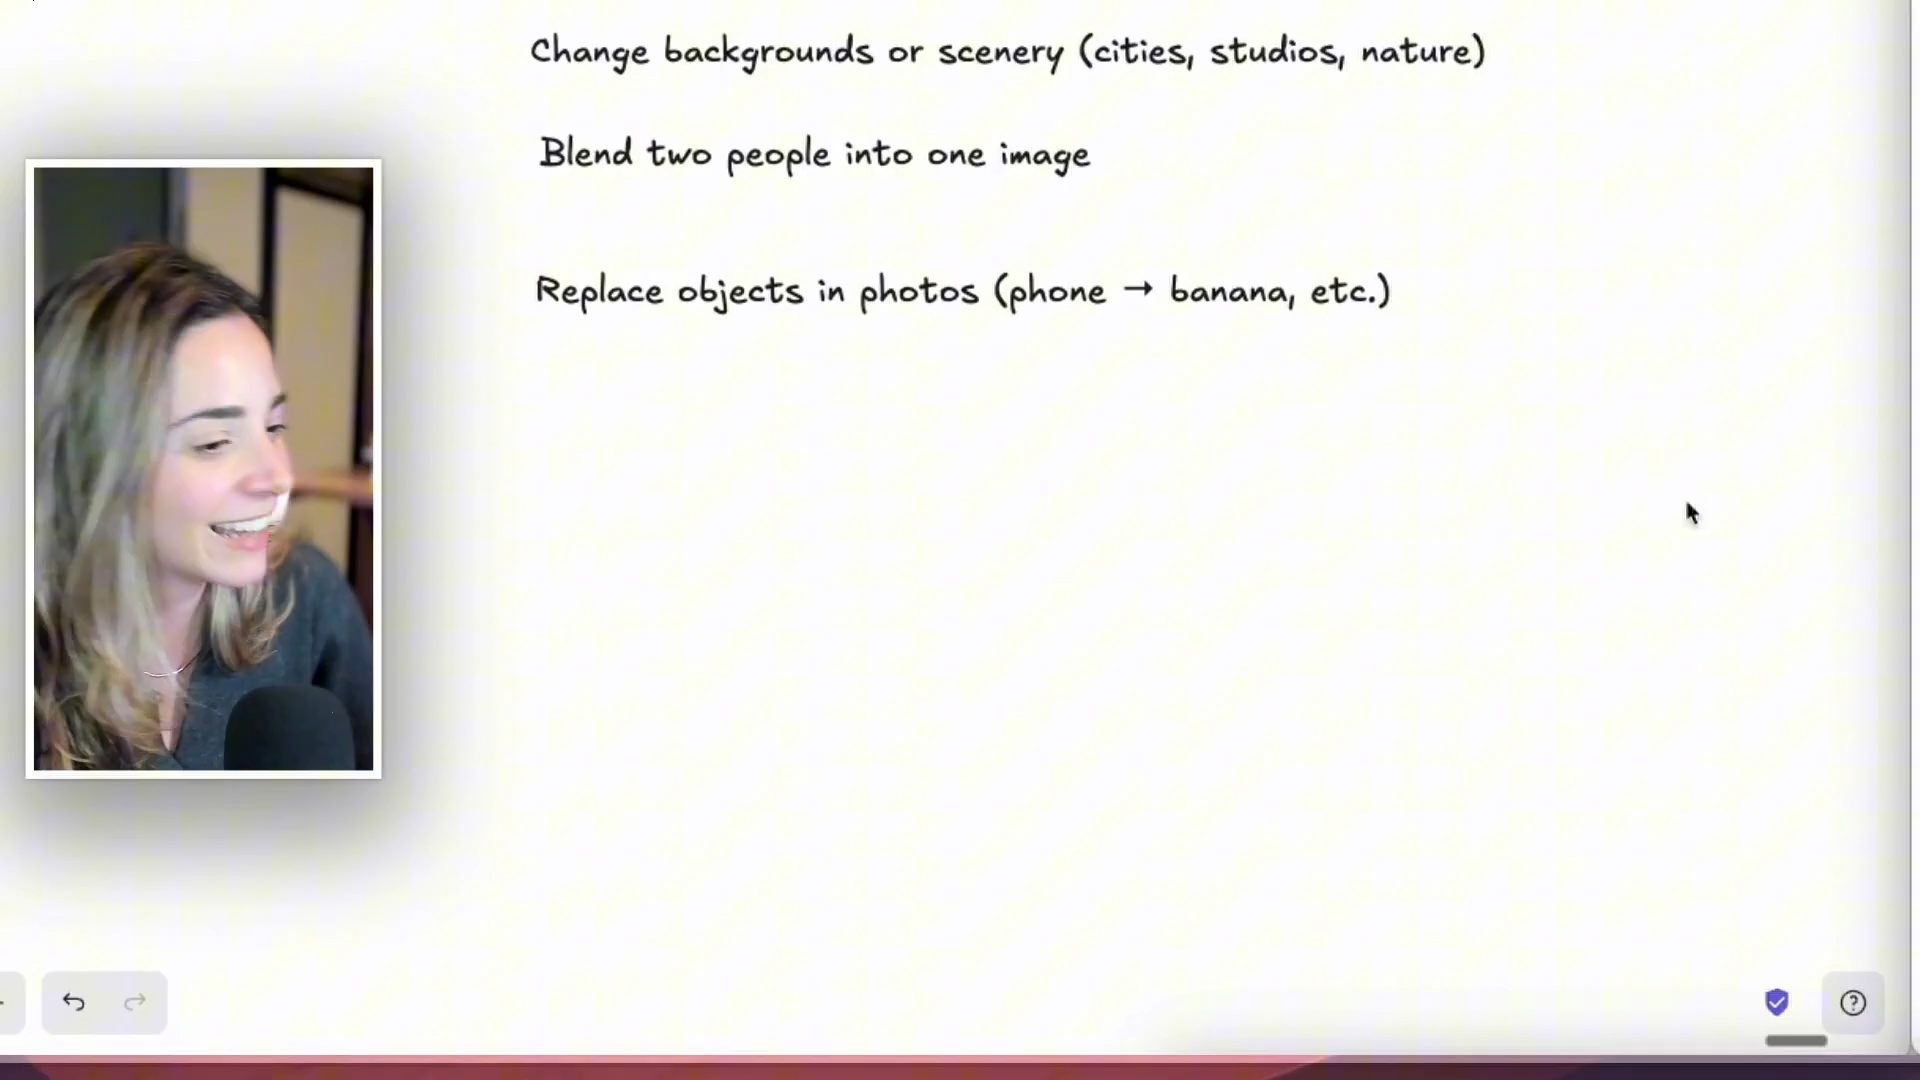 Change backgrounds or scenery (cities, studios, nature)
Blend two people into one image
Replace objects in photos (phone → banana, etc.)